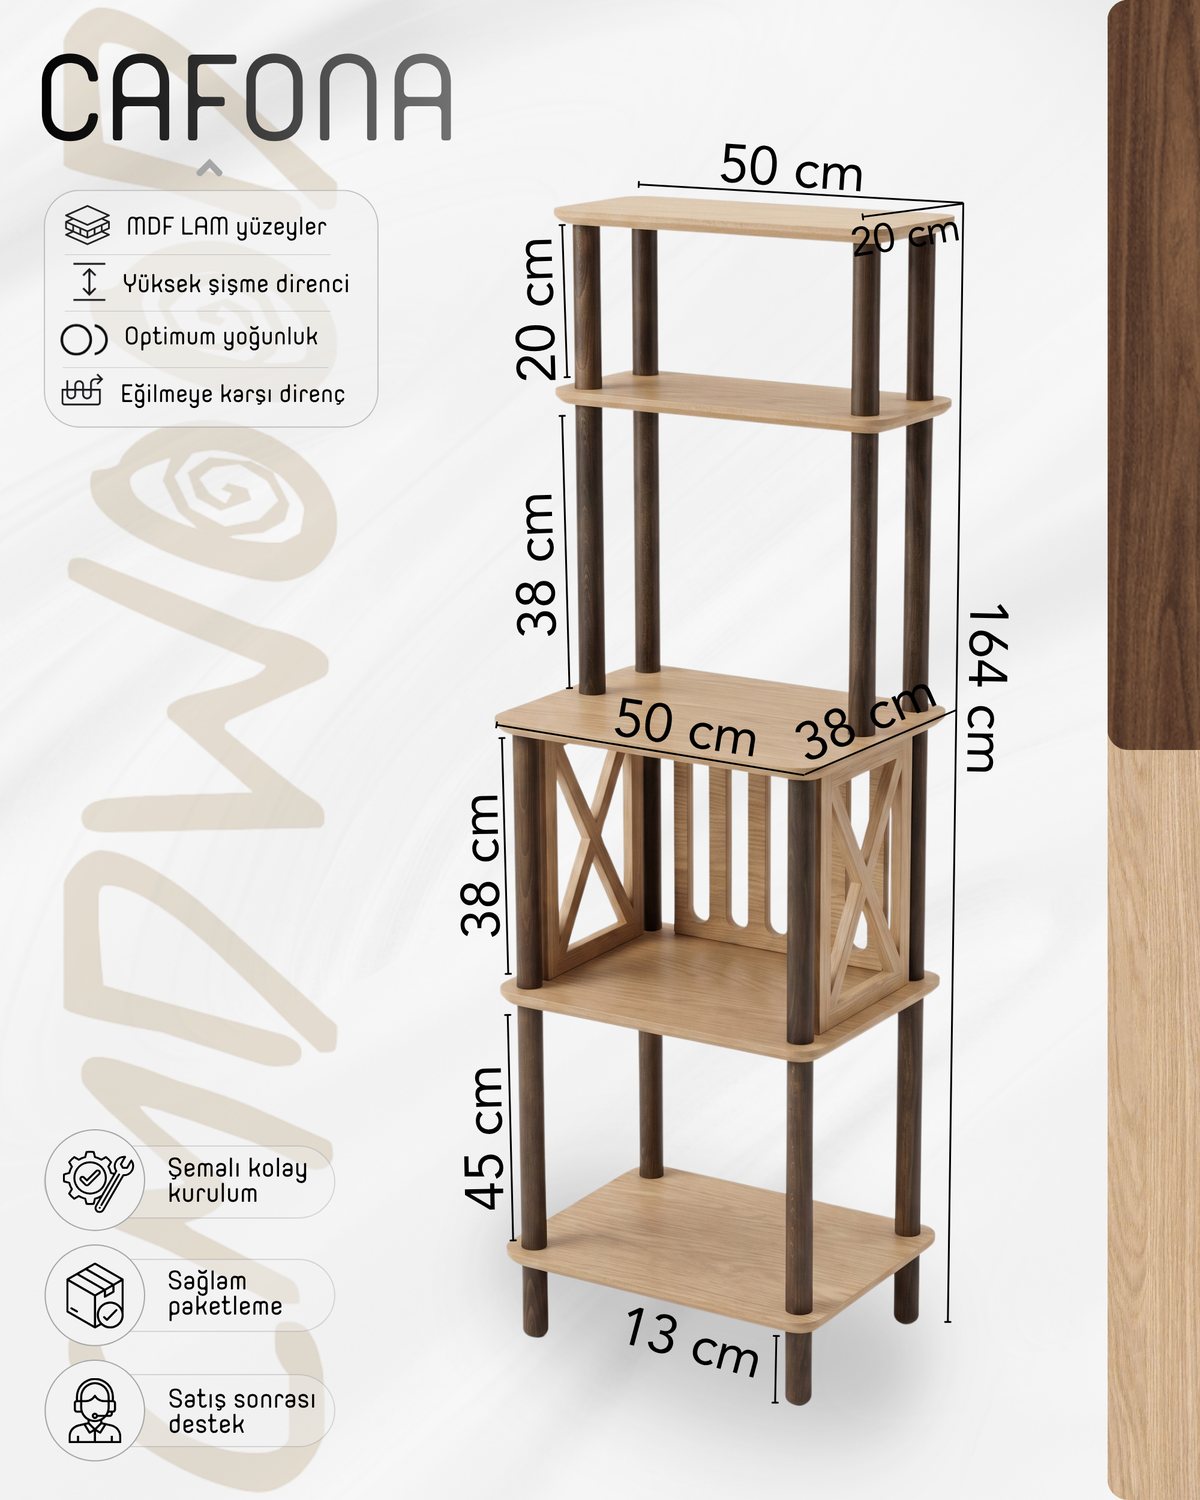 CAFONA
MDF LAM yüzeyler
Yüksek şişme direnci
Optimum yoğunluk
Eğilmeye karşı direnç
50 cm
20 cm
20 cm
38 cm
164 cm
50 cm
38 cm
38 cm
45 cm
13 cm
Şemalı kolay
kurulum
Sağlam
paketleme
Satış sonrası
destek